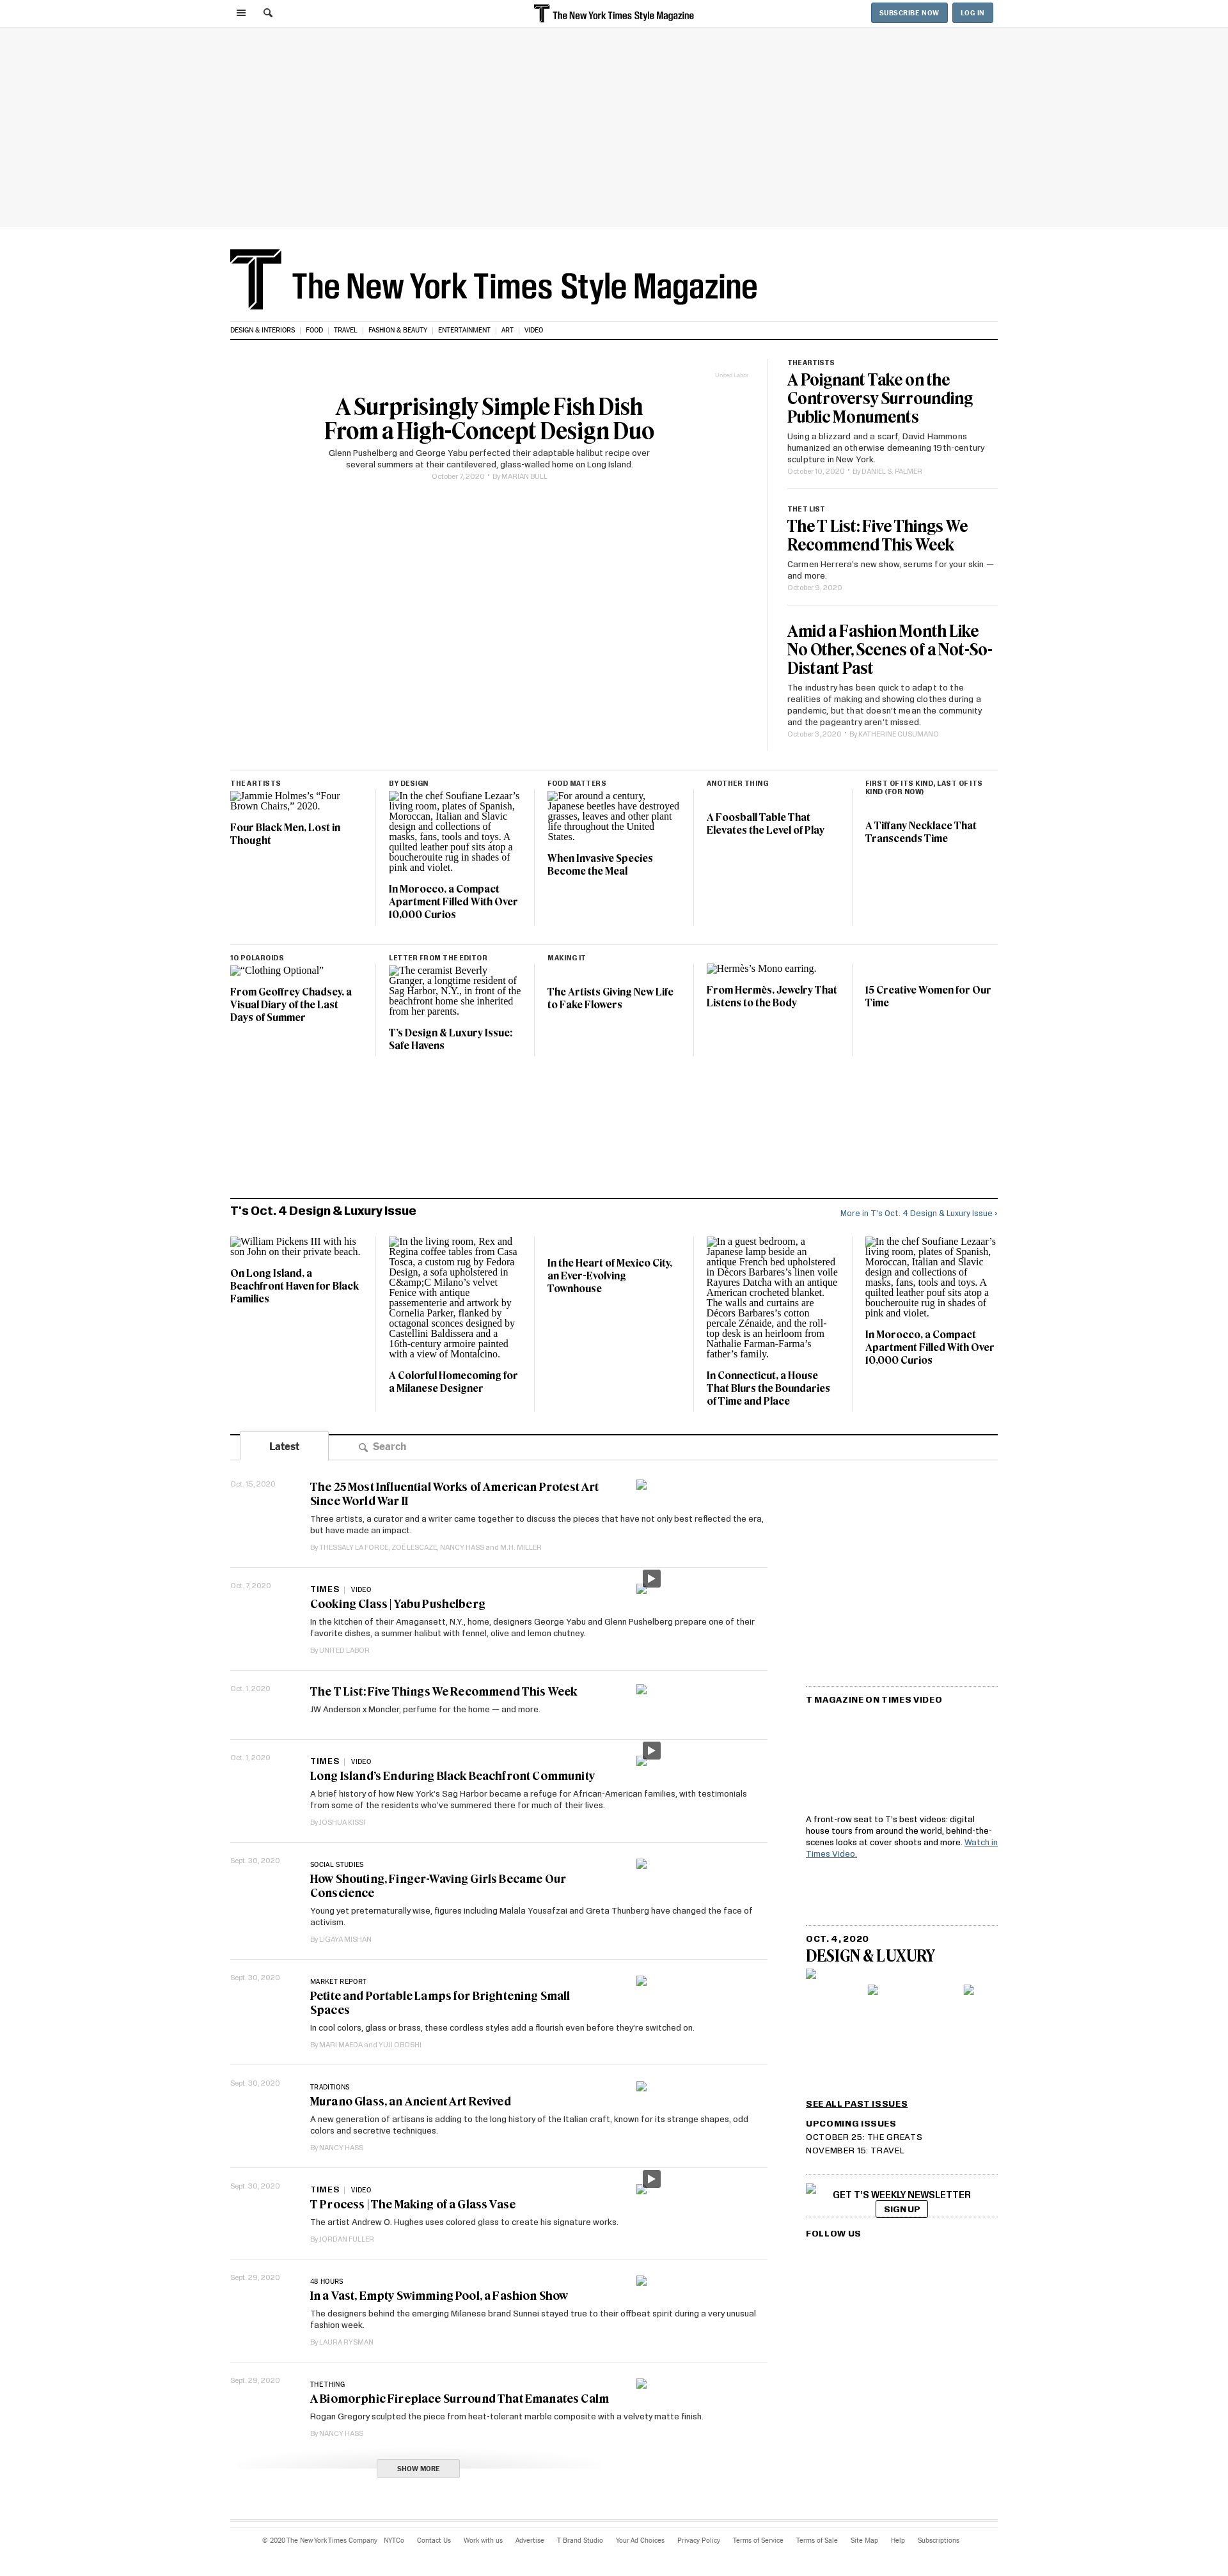 The New York Times Style Magazine
SUBSCRIBE NOW
LOG IN
T The New York Times Style Magazine
DESIGN & INTERIORS
FOOD
TRAVEL
FASHION & BEAUTY
ENTERTAINMENT
ART
VIDEO
United Labor
A Surprisingly Simple Fish Dish
From a High-Concept Design Duo
Glenn Pushelberg and George Yabu perfected their adaptable halibut recipe over
several summers at their cantilevered, glass-walled home on Long Island.
October 7, 2020 • By MARIAN BULL
THE ARTISTS
A Poignant Take on the
Controversy Surrounding
Public Monuments
Using a blizzard and a scarf, David Hammons
humanized an otherwise demeaning 19th-century
sculpture in New York.
October 10, 2020 • By DANIEL S. PALMER
THE T LIST
The T List: Five Things We
Recommend This Week
Carmen Herrera's new show, serums for your skin —
and more.
October 9, 2020
Amid a Fashion Month Like
No Other, Scenes of a Not-So-
Distant Past
The industry has been quick to adapt to the
realities of making and showing clothes during a
pandemic, but that doesn't mean the community
and the pageantry aren't missed.
October 3, 2020 • By KATHERINE CUSUMANO
THE ARTISTS
Jammie Holmes's "Four
Brown Chairs," 2020.
Four Black Men, Lost in
Thought
BY DESIGN
In the chef Soufiane Lezaar's
living room, plates of Spanish,
Moroccan, Italian and Slavic
design and collections of
masks, fans, tools and toys. A
quilted leather pouf sits atop a
boucherouite rug in shades of
pink and violet.
In Morocco, a Compact
Apartment Filled With Over
10,000 Curios
FOOD MATTERS
For around a century,
Japanese beetles have destroyed
grasses, leaves and other plant
life throughout the United
States.
When Invasive Species
Become the Meal
ANOTHER THING
A Foosball Table That
Elevates the Level of Play
FIRST OF ITS KIND, LAST OF ITS
KIND (FOR NOW)
A Tiffany Necklace That
Transcends Time
10 POLAROIDS
"Clothing Optional"
From Geoffrey Chadsey, a
Visual Diary of the Last
Days of Summer
LETTER FROM THE EDITOR
The ceramist Beverly
Granger, a longtime resident of
Sag Harbor, N.Y., in front of the
beachfront home she inherited
from her parents.
T's Design & Luxury Issue:
Safe Havens
MAKING IT
The Artists Giving New Life
to Fake Flowers
Hermès's Mono earring.
From Hermès, Jewelry That
Listens to the Body
15 Creative Women for Our
Time
T's Oct. 4 Design & Luxury Issue
More in T's Oct. 4 Design & Luxury Issue ›
William Pickens III with his
son John on their private beach.
On Long Island, a
Beachfront Haven for Black
Families
In the living room, Rex and
Regina coffee tables from Casa
Tosca, a custom rug by Fedora
Design, a sofa upholstered in
C&amp;C Milano's velvet
Fenice with antique
passementerie and artwork by
Cornelia Parker, flanked by
octagonal sconces designed by
Castellini Baldissera and a
16th-century armoire painted
with a view of Montalcino.
A Colorful Homecoming for
a Milanese Designer
In the Heart of Mexico City,
an Ever-Evolving
Townhouse
In a guest bedroom, a
Japanese lamp beside an
antique French bed upholstered
in Décors Barbares's linen voile
Rayures Datcha with an antique
American crocheted blanket.
The walls and curtains are
Décors Barbares's cotton
percale Zénaide, and the roll-
top desk is an heirloom from
Nathalie Farman-Farma's
father's family.
In Connecticut, a House
That Blurs the Boundaries
of Time and Place
In the chef Soufiane Lezaar's
living room, plates of Spanish,
Moroccan, Italian and Slavic
design and collections of
masks, fans, tools and toys. A
quilted leather pouf sits atop a
boucherouite rug in shades of
pink and violet.
In Morocco, a Compact
Apartment Filled With Over
10,000 Curios
Latest
Search
Oct. 15, 2020
The 25 Most Influential Works of American Protest Art
Since World War II
Three artists, a curator and a writer came together to discuss the pieces that have not only best reflected the era,
but have made an impact.
By THESSALY LA FORCE, ZOË LESCAZE, NANCY HASS and M.H. MILLER
Oct. 7, 2020
TIMES | VIDEO
Cooking Class | Yabu Pushelberg
In the kitchen of their Amagansett, N.Y., home, designers George Yabu and Glenn Pushelberg prepare one of their
favorite dishes, a summer halibut with fennel, olive and lemon chutney.
By UNITED LABOR
Oct. 1, 2020
The T List: Five Things We Recommend This Week
JW Anderson x Moncler, perfume for the home — and more.
Oct. 1, 2020
TIMES | VIDEO
Long Island's Enduring Black Beachfront Community
A brief history of how New York's Sag Harbor became a refuge for African-American families, with testimonials
from some of the residents who've summered there for much of their lives.
By JOSHUA KISSI
Sept. 30, 2020
SOCIAL STUDIES
How Shouting, Finger-Waving Girls Became Our
Conscience
Young yet preternaturally wise, figures including Malala Yousafzai and Greta Thunberg have changed the face of
activism.
By LIGAYA MISHAN
Sept. 30, 2020
MARKET REPORT
Petite and Portable Lamps for Brightening Small
Spaces
In cool colors, glass or brass, these cordless styles add a flourish even before they're switched on.
By MARI MAEDA and YUJI OBOSHI
Sept. 30, 2020
TRADITIONS
Murano Glass, an Ancient Art Revived
A new generation of artisans is adding to the long history of the Italian craft, known for its strange shapes, odd
colors and secretive techniques.
By NANCY HASS
Sept. 30, 2020
TIMES | VIDEO
T Process | The Making of a Glass Vase
The artist Andrew O. Hughes uses colored glass to create his signature works.
By JORDAN FULLER
Sept. 29, 2020
48 HOURS
In a Vast, Empty Swimming Pool, a Fashion Show
The designers behind the emerging Milanese brand Sunnei stayed true to their offbeat spirit during a very unusual
fashion week.
By LAURA RYSMAN
Sept. 29, 2020
THE THING
A Biomorphic Fireplace Surround That Emanates Calm
Rogan Gregory sculpted the piece from heat-tolerant marble composite with a velvety matte finish.
By NANCY HASS
SHOW MORE
T MAGAZINE ON TIMES VIDEO
A front-row seat to T's best videos: digital
house tours from around the world, behind-the-
scenes looks at cover shoots and more. Watch in
Times Video.
OCT. 4, 2020
DESIGN & LUXURY
SEE ALL PAST ISSUES
UPCOMING ISSUES
OCTOBER 25: THE GREATS
NOVEMBER 15: TRAVEL
GET T'S WEEKLY NEWSLETTER
SIGN UP
FOLLOW US
© 2020 The New York Times Company
NYTCo
Contact Us
Work with us
Advertise
T Brand Studio
Your Ad Choices
Privacy Policy
Terms of Service
Terms of Sale
Site Map
Help
Subscriptions